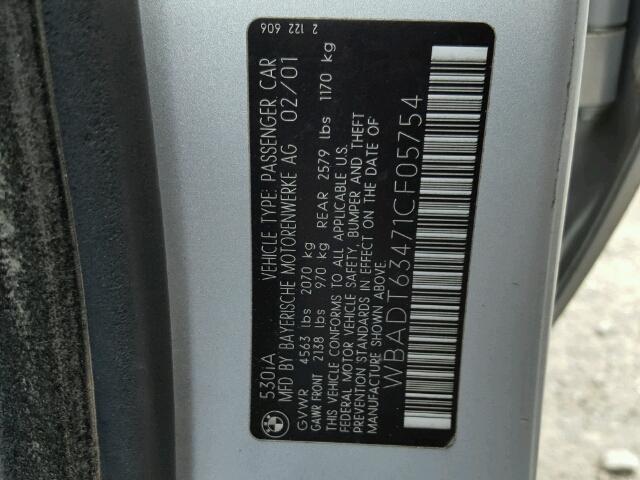 530iA VEHICLE TYPE: PASSENGER CAR 2 122 606
MFD BY BAYERISCHE MOTORENWERKE AG 02/01
GVWR 4563 lbs 2070 kg
GAWR FRONT 2138 lbs 970 kg REAR 2579 lbs 1170 kg
THIS VEHICLE CONFORMS TO ALL APPLICABLE U.S.
FEDERAL MOTOR VEHICLE SAFETY, BUMPER AND THEFT
PREVENTION STANDARDS IN EFFECT ON THE DATE OF
MANUFACTURE SHOWN ABOVE.
WBADT63471CF05754